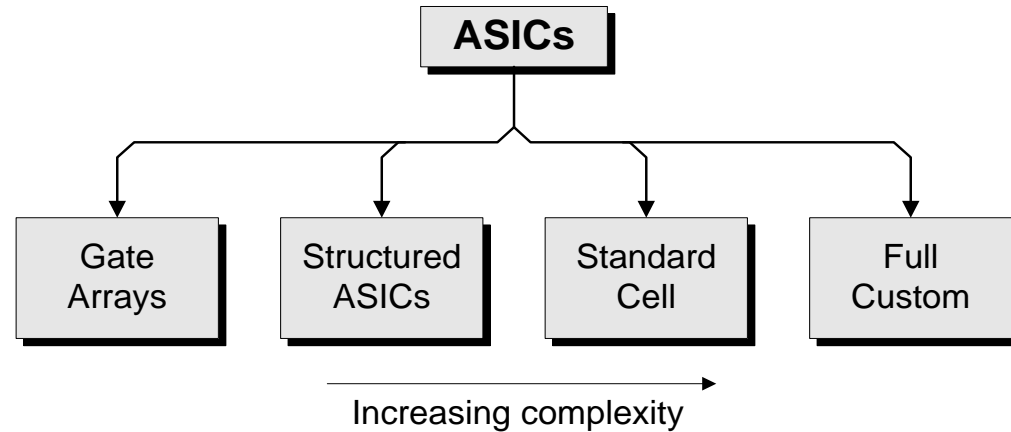 ASICs
Gate
Arrays
Structured
ASICs
Standard
Cell
Full
Custom
Increasing complexity